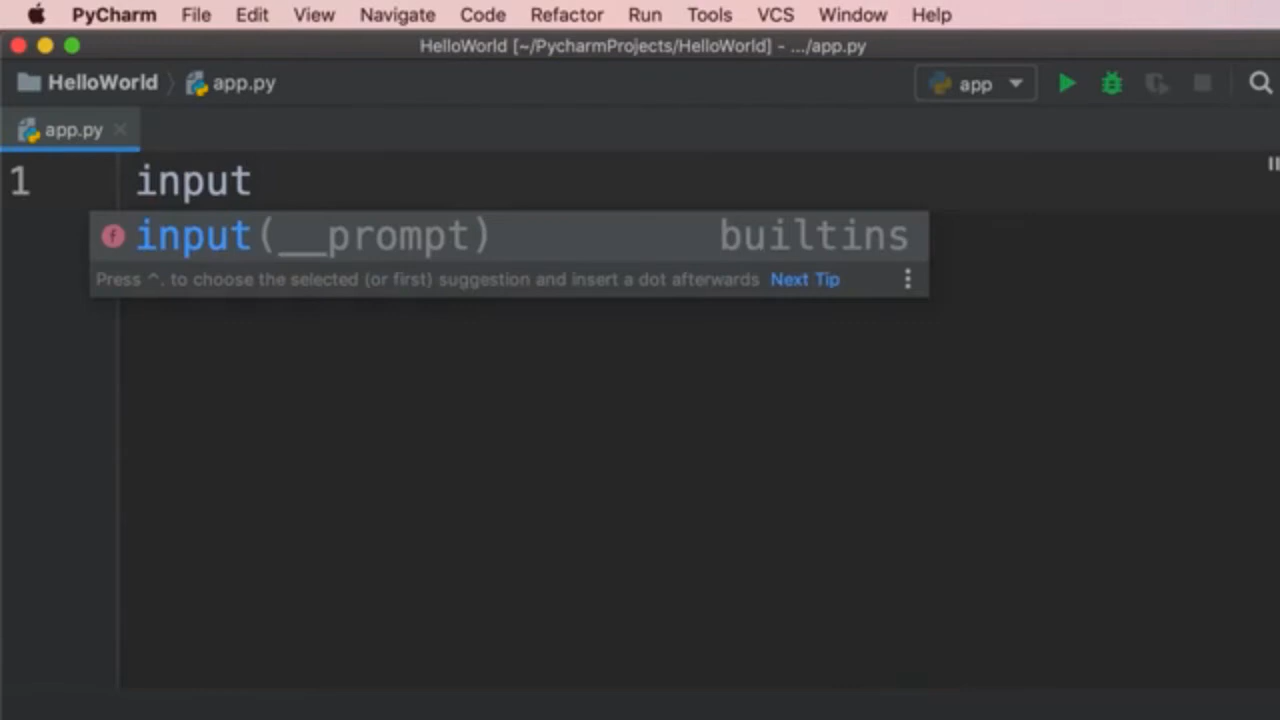 PyCharm File Edit View Navigate Code Refactor Run Tools VCS Window Help
HelloWorld [~/PycharmProjects/HelloWorld] - .../app.py
HelloWorld app.py app
app.py
1 input
f input(__prompt) builtins
Press ^. to choose the selected (or first) suggestion and insert a dot afterwards Next Tip